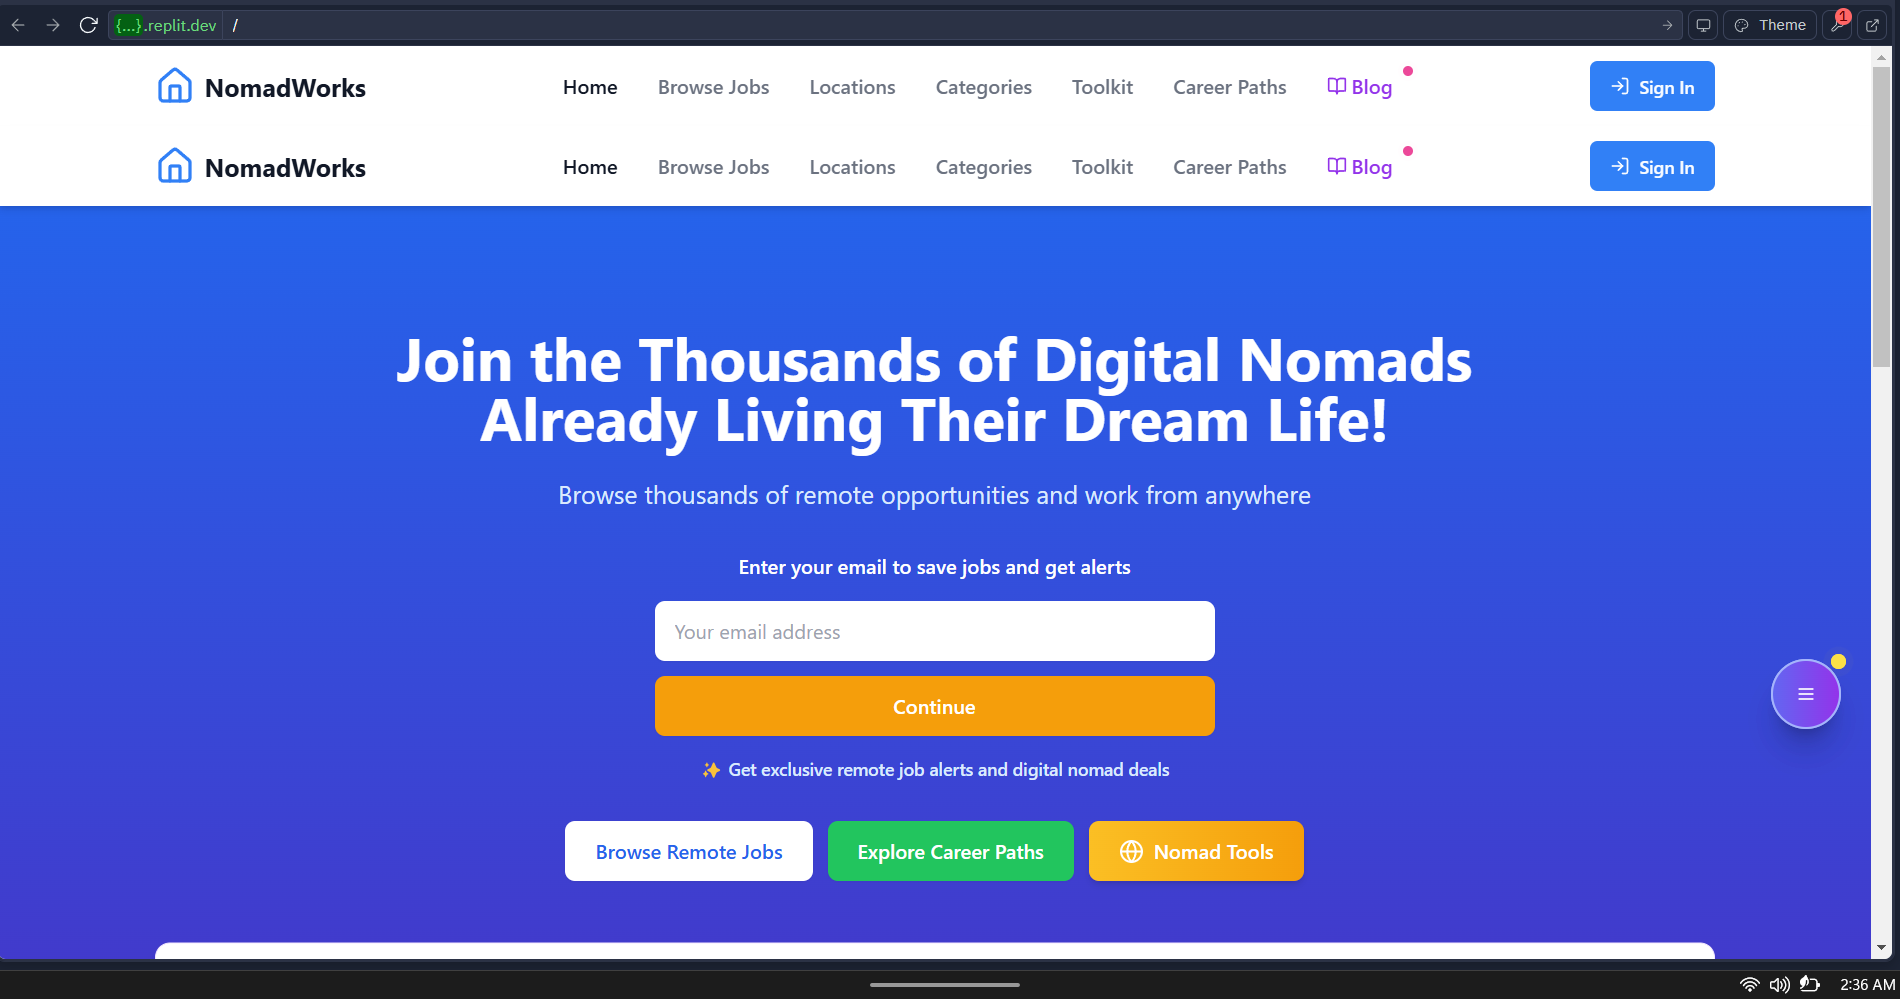 {...}.replit.dev /
Theme
1
NomadWorks Home Browse Jobs Locations Categories Toolkit Career Paths Blog Sign In
NomadWorks Home Browse Jobs Locations Categories Toolkit Career Paths Blog Sign In
Join the Thousands of Digital Nomads
Already Living Their Dream Life!
Browse thousands of remote opportunities and work from anywhere
Enter your email to save jobs and get alerts
Your email address
Continue
✨ Get exclusive remote job alerts and digital nomad deals
Browse Remote Jobs Explore Career Paths Nomad Tools
2:36 AM